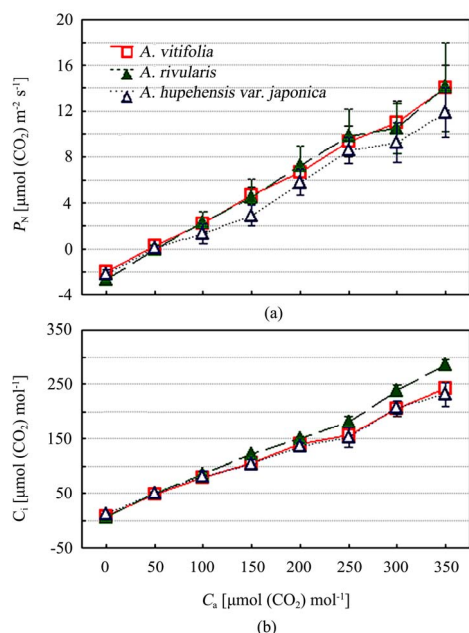 (a)
20
16
12
8
4
0
-4
P_N [μmol (CO₂) m⁻² s⁻¹]
A. vitifolia
A. rivularis
A. hupehensis var. japonica
(a)
350
250
150
50
-50
C_i [μmol (CO₂) mol⁻¹]
0 50 100 150 200 250 300 350
C_a [μmol (CO₂) mol⁻¹]
(b)